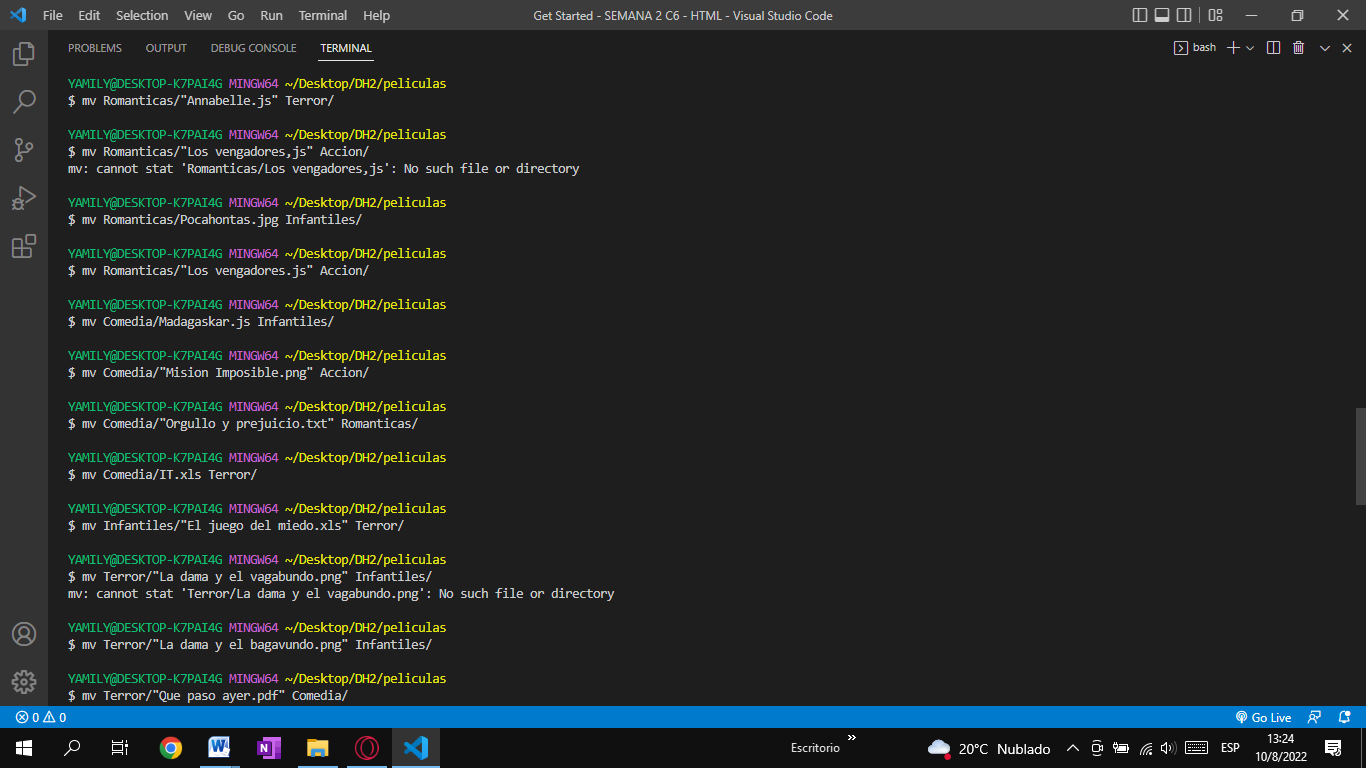 File Edit Selection View Go Run Terminal Help Get Started - SEMANA 2 C6 - HTML - Visual Studio Code
PROBLEMS OUTPUT DEBUG CONSOLE TERMINAL bash
YAMILY@DESKTOP-K7PAI4G MINGW64 ~/Desktop/DH2/peliculas
$ mv Romanticas/"Annabelle.js" Terror/
YAMILY@DESKTOP-K7PAI4G MINGW64 ~/Desktop/DH2/peliculas
$ mv Romanticas/"Los vengadores,js" Accion/
mv: cannot stat 'Romanticas/Los vengadores,js': No such file or directory
YAMILY@DESKTOP-K7PAI4G MINGW64 ~/Desktop/DH2/peliculas
$ mv Romanticas/Pocahontas.jpg Infantiles/
YAMILY@DESKTOP-K7PAI4G MINGW64 ~/Desktop/DH2/peliculas
$ mv Romanticas/"Los vengadores.js" Accion/
YAMILY@DESKTOP-K7PAI4G MINGW64 ~/Desktop/DH2/peliculas
$ mv Comedia/Madagaskar.js Infantiles/
YAMILY@DESKTOP-K7PAI4G MINGW64 ~/Desktop/DH2/peliculas
$ mv Comedia/"Mision Imposible.png" Accion/
YAMILY@DESKTOP-K7PAI4G MINGW64 ~/Desktop/DH2/peliculas
$ mv Comedia/"Orgullo y prejuicio.txt" Romanticas/
YAMILY@DESKTOP-K7PAI4G MINGW64 ~/Desktop/DH2/peliculas
$ mv Comedia/IT.xls Terror/
YAMILY@DESKTOP-K7PAI4G MINGW64 ~/Desktop/DH2/peliculas
$ mv Infantiles/"El juego del miedo.xls" Terror/
YAMILY@DESKTOP-K7PAI4G MINGW64 ~/Desktop/DH2/peliculas
$ mv Terror/"La dama y el vagabundo.png" Infantiles/
mv: cannot stat 'Terror/La dama y el vagabundo.png': No such file or directory
YAMILY@DESKTOP-K7PAI4G MINGW64 ~/Desktop/DH2/peliculas
$ mv Terror/"La dama y el bagavundo.png" Infantiles/
YAMILY@DESKTOP-K7PAI4G MINGW64 ~/Desktop/DH2/peliculas
$ mv Terror/"Que paso ayer.pdf" Comedia/
0 0 Go Live
Escritorio » 20°C Nublado ESP 13:24
10/8/2022